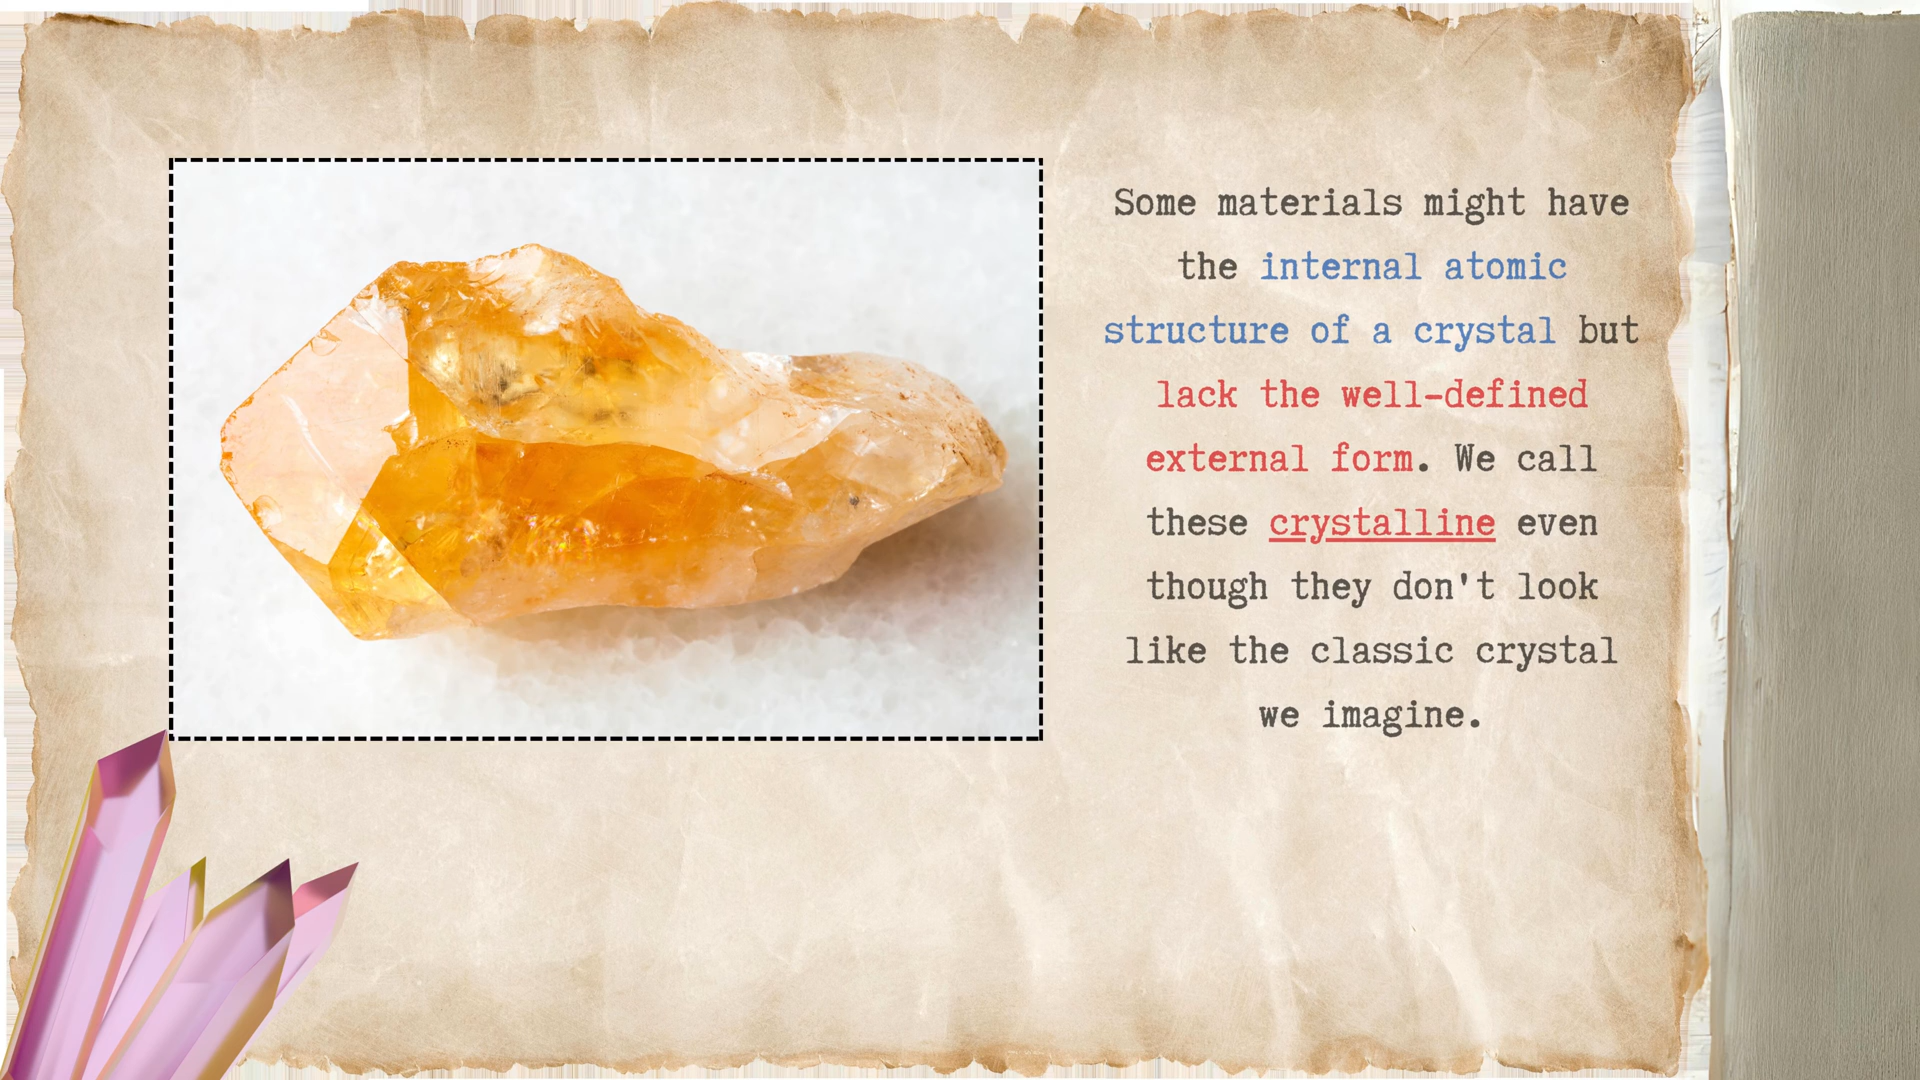 Some materials might have
the internal atomic
structure of a crystal but
lack the well-defined
external form. We call
these crystalline even
though they don't look
like the classic crystal
we imagine.